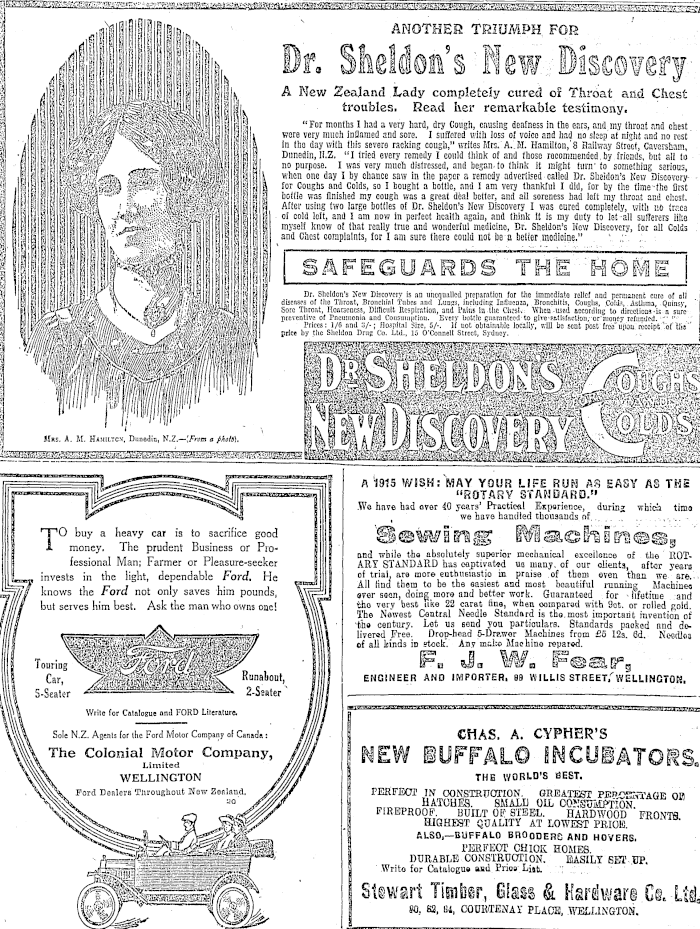 ANOTHER TRIUMPH FOR
Dr. Sheldon's New Discovery
A New Zealand Lady completely cured of Throat and Chest
troubles. Read her remarkable testimony.
"For months I had a very hard, dry Cough, causing deafness in the ears, and my throat and chest
were very much inflamed and sore. I suffered with loss of voice and had no sleep at night and no rest
in the day with this severe racking cough," writes Mrs. A. M. Hamilton, 8 Railway Street, Caversham,
Dunedin, N.Z. "I tried every remedy I could think of and those recommended by friends, but all to
no purpose. I was very much distressed, and began to think it might turn to something serious,
when one day I by chance saw in the paper a remedy advertised called Dr. Sheldon's New Discovery
for Coughs and Colds, so I bought a bottle, and I am very thankful I did, for by the time the first
bottle was finished my cough was a great deal better, and all soreness had left my throat and chest.
After using two large bottles of Dr. Sheldon's New Discovery I was cured completely, with no trace
of cold left, and I am now in perfect health again, and think it is my duty to let all sufferers like
myself know of that really true and wonderful medicine, Dr. Sheldon's New Discovery, for all Colds
and Chest complaints, for I am sure there could not be a better medicine."
SAFEGUARDS THE HOME
Dr. Sheldon's New Discovery is an unequalled preparation for the immediate relief and permanent cure of all
diseases of the Throat, Bronchial Tubes and Lungs, including Influenza, Bronchitis, Coughs, Colds, Asthma, Quinsy,
Sore Throat, Hoarseness, Difficult Respiration, and Pains in the Chest. When used according to directions it is a sure
preventive of Pneumonia and Consumption. Every bottle guaranteed to give satisfaction, or money refunded.
Prices: 1/6 and 3/-; Hospital Size, 5/-. If not obtainable locally, will be sent post free upon receipt of the
price by the Sheldon Drug Co. Ltd., 15 O'Connell Street, Sydney.
DR SHELDON'S
NEW DISCOVERY
COUGHS
AND
COLDS
MRS. A. M. HAMILTON, Dunedin, N.Z.—(From a photo).
TO buy a heavy car is to sacrifice good
money. The prudent Business or Pro-
fessional Man; Farmer or Pleasure-seeker
invests in the light, dependable Ford. He
knows the Ford not only saves him pounds,
but serves him best. Ask the man who owns one!
Ford
Touring
Car,
5-Seater
Runabout,
2-Seater
Write for Catalogue and FORD Literature.
Sole N.Z. Agents for the Ford Motor Company of Canada:
The Colonial Motor Company,
Limited
WELLINGTON
Ford Dealers Throughout New Zealand.
20
A 1915 WISH: MAY YOUR LIFE RUN AS EASY AS THE
"ROTARY STANDARD."
We have had over 40 years' Practical Experience, during which time
we have handled thousands of
Sewing Machines,
and while the absolutely superior mechanical excellence of the ROT-
ARY STANDARD has captivated us many of our clients, after years
of trial, are more enthusiastic in praise of them even than we are.
All find them to be the easiest and most beautiful running Machines
ever seen, doing more and better work. Guaranteed for lifetime and
the very best like 22 carat fine, when compared with 9ct. or rolled gold.
The Newest Central Needle Standard is the most important invention of
the century. Let us send you particulars. Standards packed and de-
livered Free. Drop-head 5-Drawer Machines from £5 12s. 6d. Needles
of all kinds in stock. Any make Machine repared.
F. J. W. Fear,
ENGINEER AND IMPORTER, 99 WILLIS STREET, WELLINGTON.
CHAS. A. CYPHER'S
NEW BUFFALO INCUBATORS.
THE WORLD'S BEST.
PERFECT IN CONSTRUCTION. GREATEST PERCENTAGE OF
HATCHES. SMALL OIL CONSUMPTION.
FIREPROOF. BUILT OF STEEL. HARDWOOD FRONTS.
HIGHEST QUALITY AT LOWEST PRICE.
ALSO,—BUFFALO BROODERS AND HOVERS.
PERFECT CHICK HOMES.
DURABLE CONSTRUCTION. EASILY SET UP.
Write for Catalogue and Price List.
Stewart Timber, Glass & Hardware Co. Ltd.
80, 82, 84, COURTENAY PLACE, WELLINGTON.